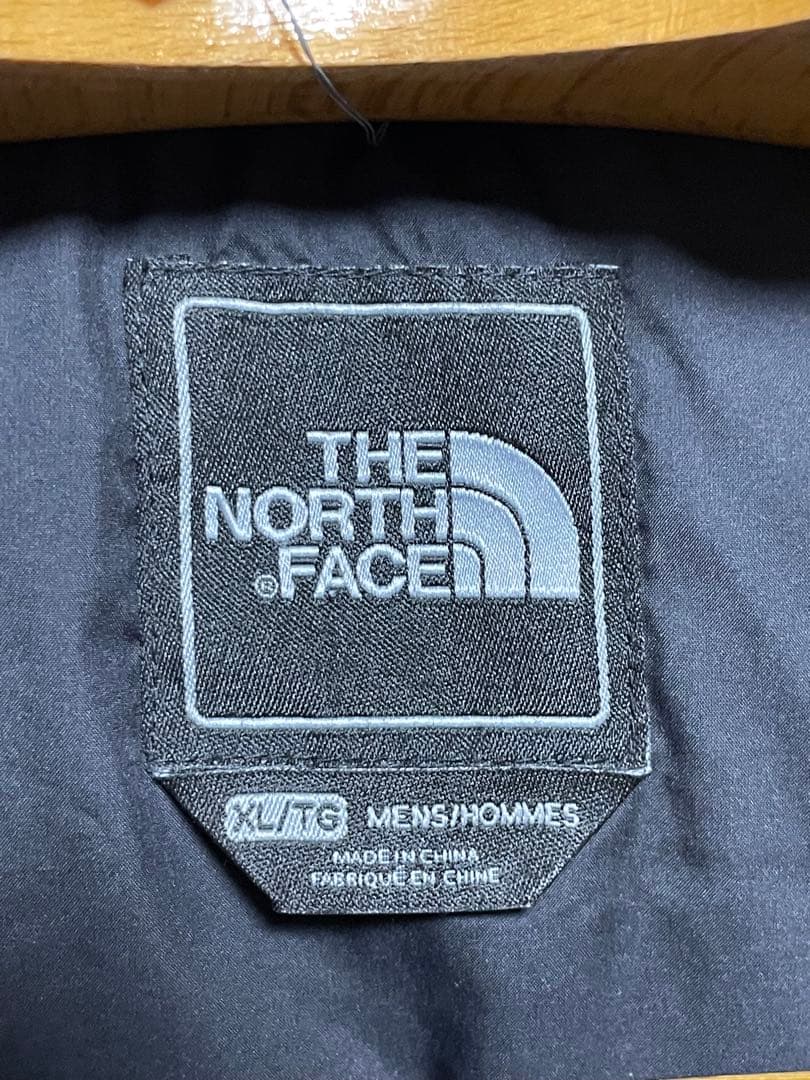 THE
NORTH
®FACE
XL/TG MENS/HOMMES
MADE IN CHINA
FABRIQUÉ EN CHINE